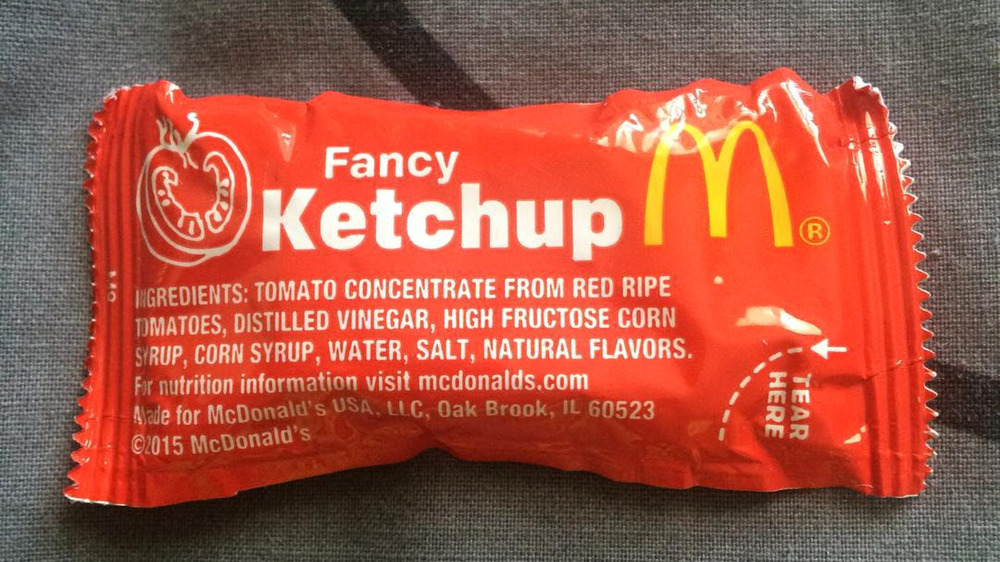 Fancy
Ketchup
M®
INGREDIENTS: TOMATO CONCENTRATE FROM RED RIPE
TOMATOES, DISTILLED VINEGAR, HIGH FRUCTOSE CORN
SYRUP, CORN SYRUP, WATER, SALT, NATURAL FLAVORS.
For nutrition information visit mcdonalds.com
Made for McDonald's USA, LLC, Oak Brook, IL 60523
©2015 McDonald's
TEAR
HERE